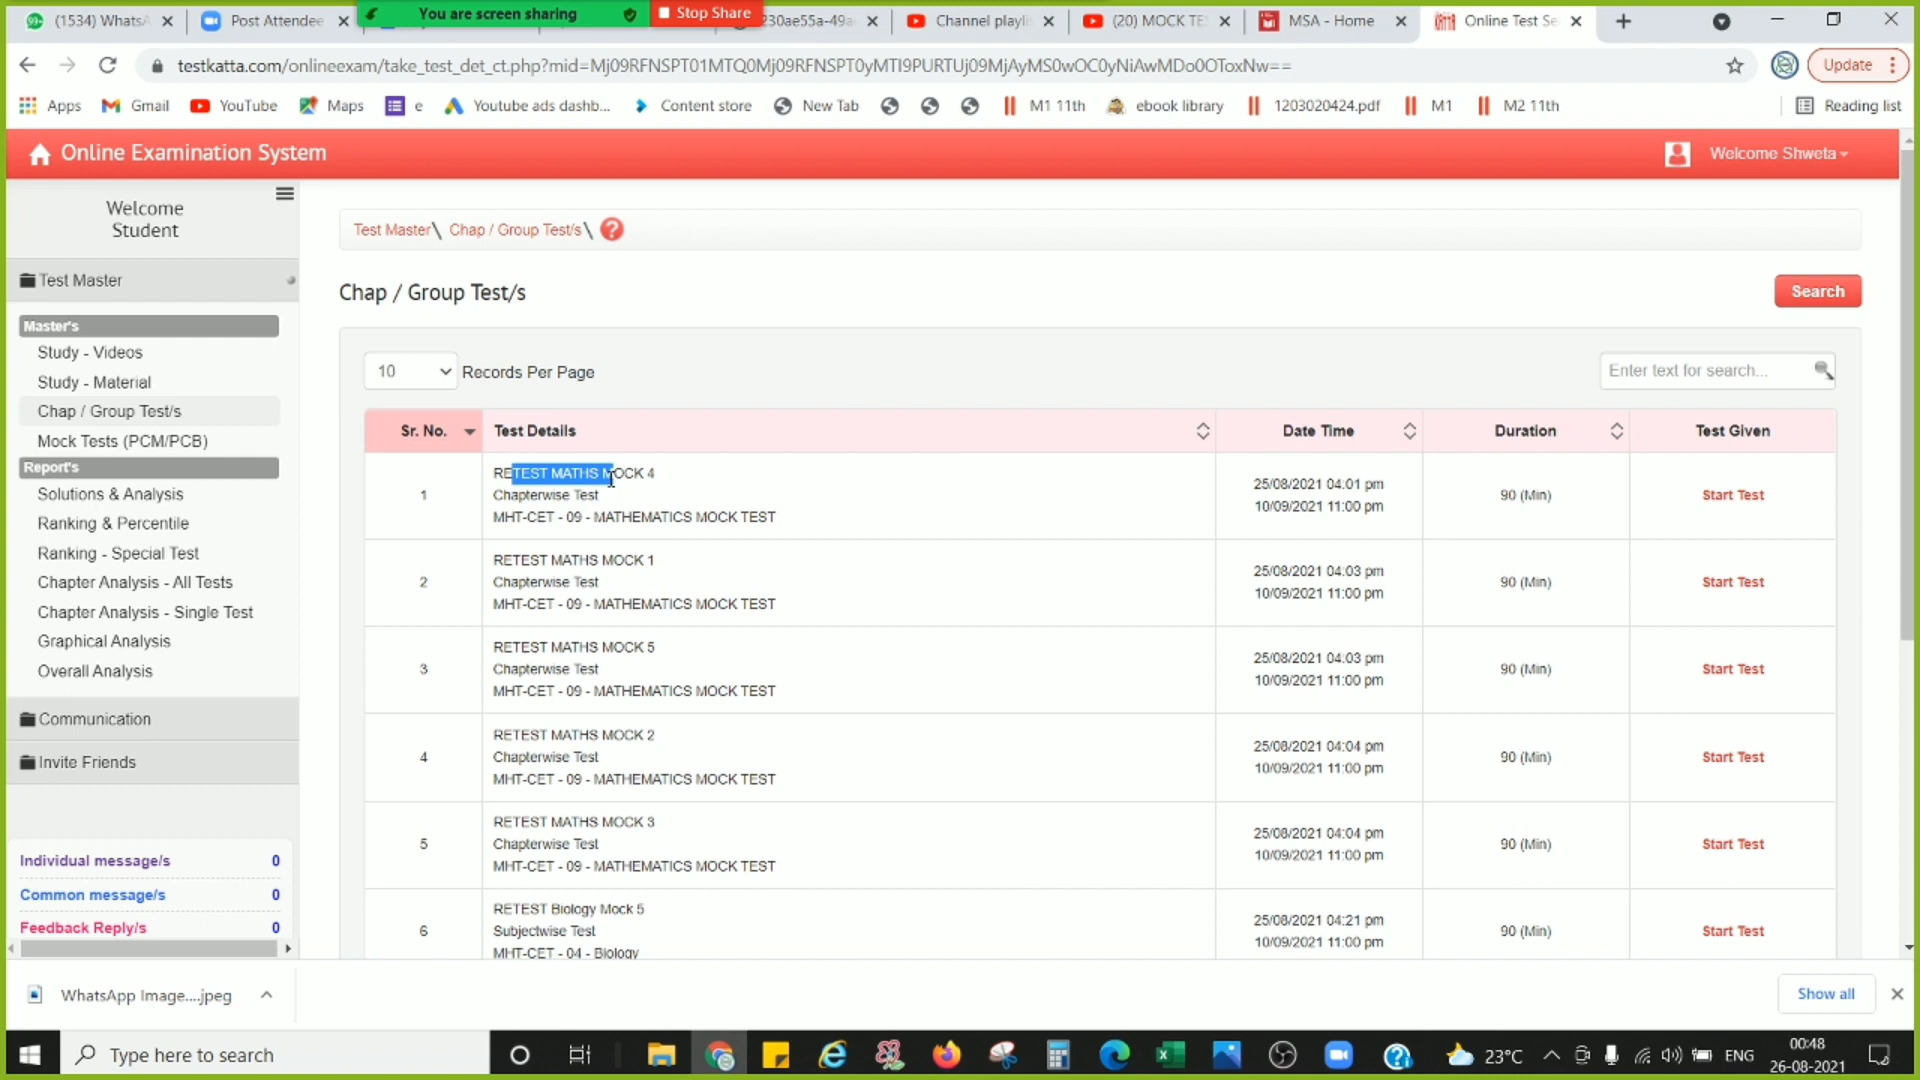 (1534) WhatsA
Post Attendee
You are screen sharing
Stop Share
230ae55a-49a
Channel playli
(20) MOCK TE
MSA - Home
Online Test Se
testkatta.com/onlineexam/take_test_det_ct.php?mid=Mj09RFNSPT01MTQ0Mj09RFNSPT0yMTI9PURTUj09MjAyMS0wOC0yNiAwMDo0OToxNw==
Update
Apps
Gmail
YouTube
Maps
e
Youtube ads dashb...
Content store
New Tab
M1 11th
ebook library
1203020424.pdf
M1
M2 11th
Reading list
Online Examination System
Welcome Shweta
Welcome
Student
Test Master
Master's
Study - Videos
Study - Material
Chap / Group Test/s
Mock Tests (PCM/PCB)
Report's
Solutions & Analysis
Ranking & Percentile
Ranking - Special Test
Chapter Analysis - All Tests
Chapter Analysis - Single Test
Graphical Analysis
Overall Analysis
Communication
Invite Friends
Individual message/s 0
Common message/s 0
Feedback Reply/s 0
Test Master\ Chap / Group Test/s\ ?
Chap / Group Test/s
Search
10 Records Per Page
Enter text for search...
Sr. No. Test Details Date Time Duration Test Given
RETEST MATHS MOCK 4
Chapterwise Test
MHT-CET - 09 - MATHEMATICS MOCK TEST
1
25/08/2021 04:01 pm
10/09/2021 11:00 pm
90 (Min)
Start Test
RETEST MATHS MOCK 1
Chapterwise Test
MHT-CET - 09 - MATHEMATICS MOCK TEST
2
25/08/2021 04:03 pm
10/09/2021 11:00 pm
90 (Min)
Start Test
RETEST MATHS MOCK 5
Chapterwise Test
MHT-CET - 09 - MATHEMATICS MOCK TEST
3
25/08/2021 04:03 pm
10/09/2021 11:00 pm
90 (Min)
Start Test
RETEST MATHS MOCK 2
Chapterwise Test
MHT-CET - 09 - MATHEMATICS MOCK TEST
4
25/08/2021 04:04 pm
10/09/2021 11:00 pm
90 (Min)
Start Test
RETEST MATHS MOCK 3
Chapterwise Test
MHT-CET - 09 - MATHEMATICS MOCK TEST
5
25/08/2021 04:04 pm
10/09/2021 11:00 pm
90 (Min)
Start Test
RETEST Biology Mock 5
Subjectwise Test
MHT-CET - 04 - Biology
6
25/08/2021 04:21 pm
10/09/2021 11:00 pm
90 (Min)
Start Test
WhatsApp Image....jpeg
Show all
Type here to search
23°C
ENG
00:48
26-08-2021